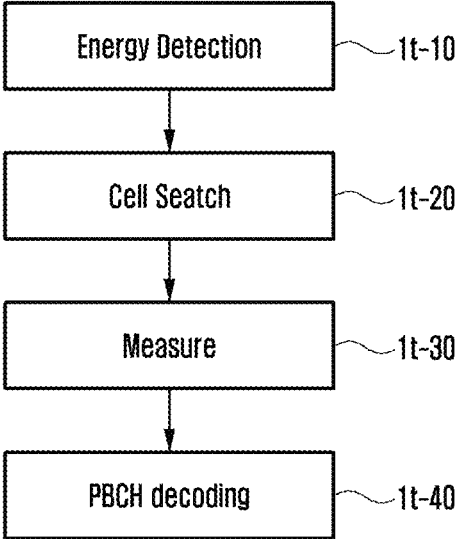 Energy Detection 1t-10
Cell Seatch 1t-20
Measure 1t-30
PBCH decoding 1t-40